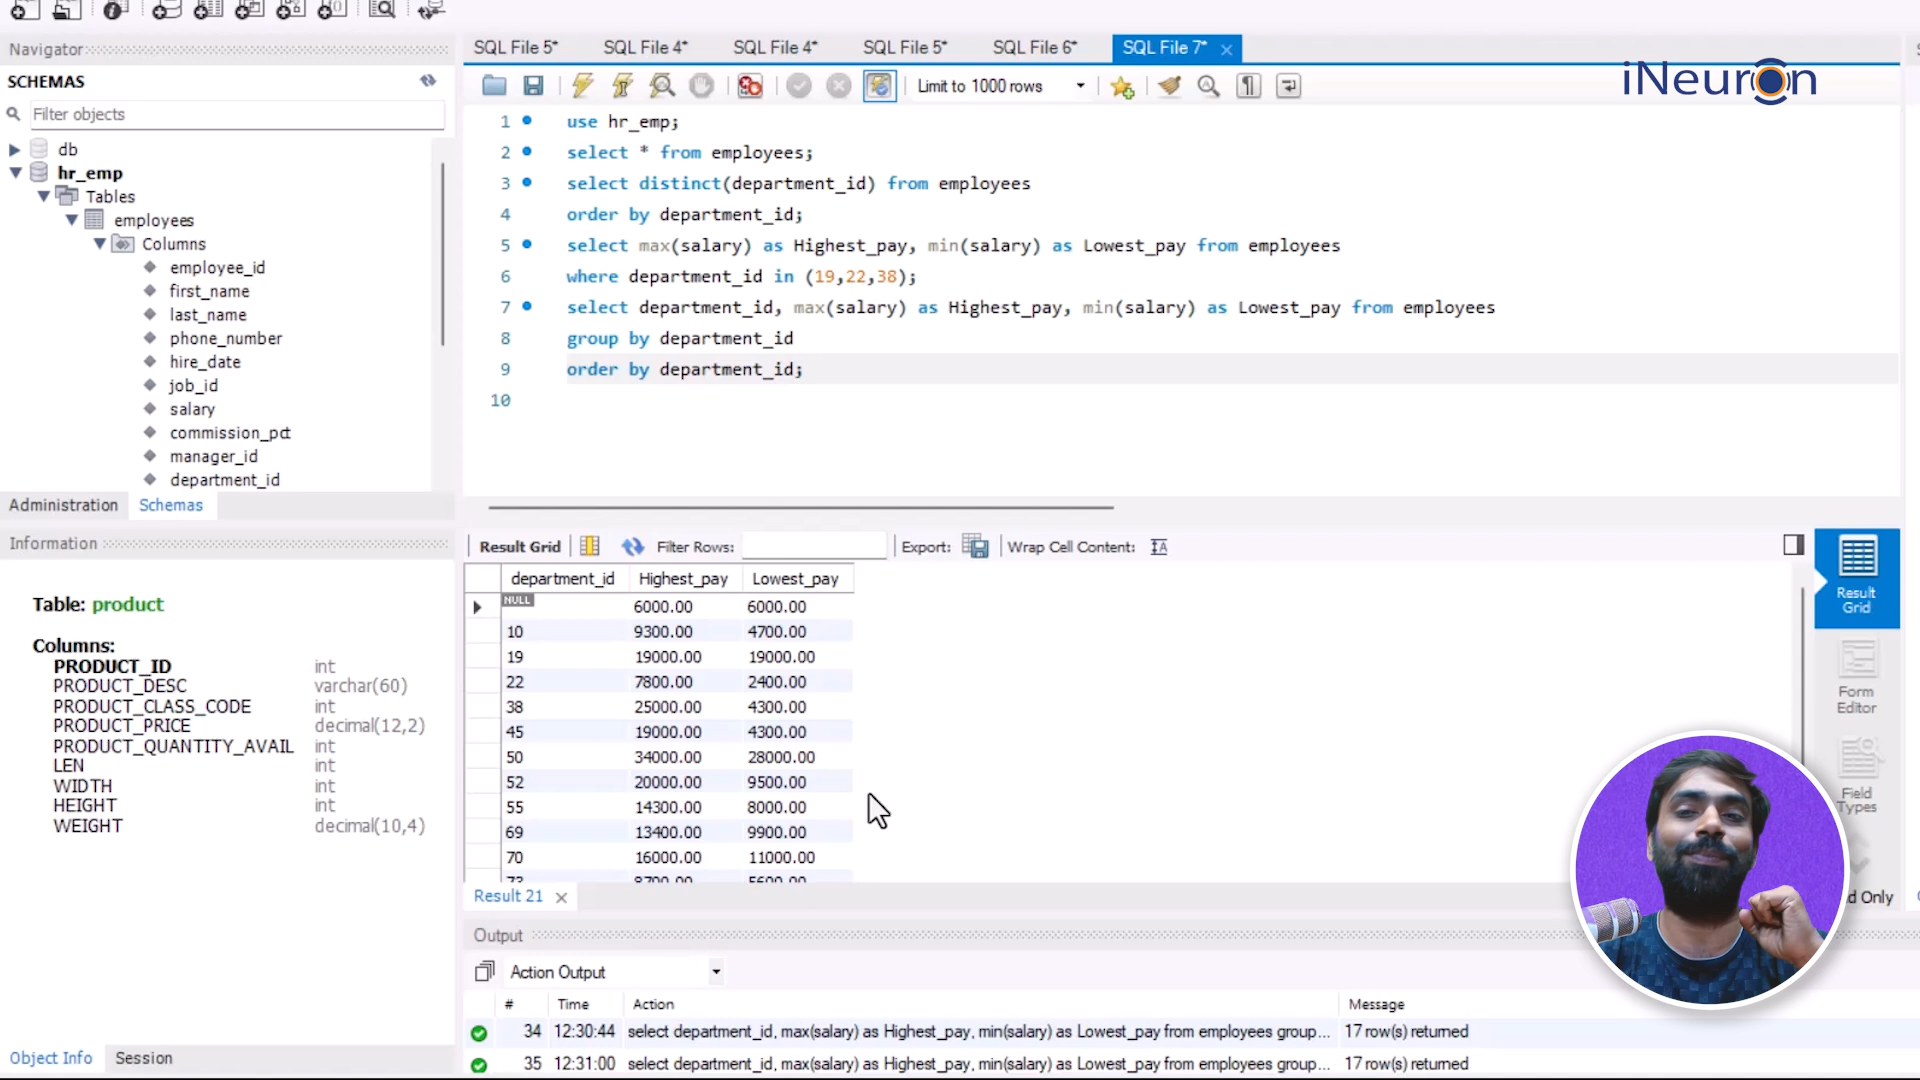 Navigator
SCHEMAS
Filter objects
db
hr_emp
Tables
employees
Columns
employee_id
first_name
last_name
phone_number
hire_date
job_id
salary
commission_pct
manager_id
department_id
Administration
Schemas
Information
Table: product
Columns:
PRODUCT_ID int
PRODUCT_DESC varchar(60)
PRODUCT_CLASS_CODE int
PRODUCT_PRICE decimal(12,2)
PRODUCT_QUANTITY_AVAIL int
LEN int
WIDTH int
HEIGHT int
WEIGHT decimal(10,4)
Object Info
Session
SQL File 5*
SQL File 4*
SQL File 4*
SQL File 5*
SQL File 6*
SQL File 7*
Limit to 1000 rows
iNeuron
1 use hr_emp;
2 select * from employees;
3 select distinct(department_id) from employees
4 order by department_id;
5 select max(salary) as Highest_pay, min(salary) as Lowest_pay from employees
6 where department_id in (19,22,38);
7 select department_id, max(salary) as Highest_pay, min(salary) as Lowest_pay from employees
8 group by department_id
9 order by department_id;
10
Result Grid
Filter Rows:
Export:
Wrap Cell Content:
department_id Highest_pay Lowest_pay
NULL 6000.00 6000.00
10 9300.00 4700.00
19 19000.00 19000.00
22 7800.00 2400.00
38 25000.00 4300.00
45 19000.00 4300.00
50 34000.00 28000.00
52 20000.00 9500.00
55 14300.00 8000.00
69 13400.00 9900.00
70 16000.00 11000.00
Result
Grid
Form
Editor
Field
Types
Only
Result 21
Output
Action Output
# Time Action Message
34 12:30:44 select department_id, max(salary) as Highest_pay, min(salary) as Lowest_pay from employees group... 17 row(s) returned
35 12:31:00 select department_id, max(salary) as Highest_pay, min(salary) as Lowest_pay from employees group... 17 row(s) returned